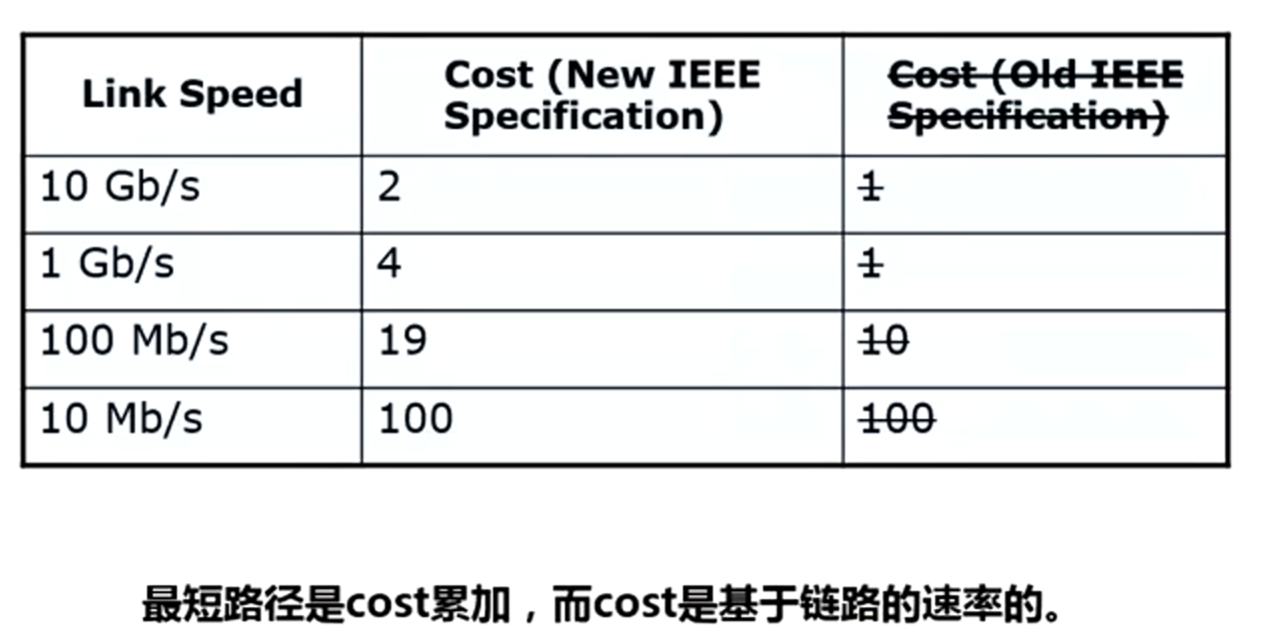 Link Speed
Cost (New IEEE
Specification)
Cost (Old IEEE
Specification)
10 Gb/s 2 1
1 Gb/s 4 1
100 Mb/s 19 10
10 Mb/s 100 100
最短路径是cost累加，而cost是基于链路的速率的。